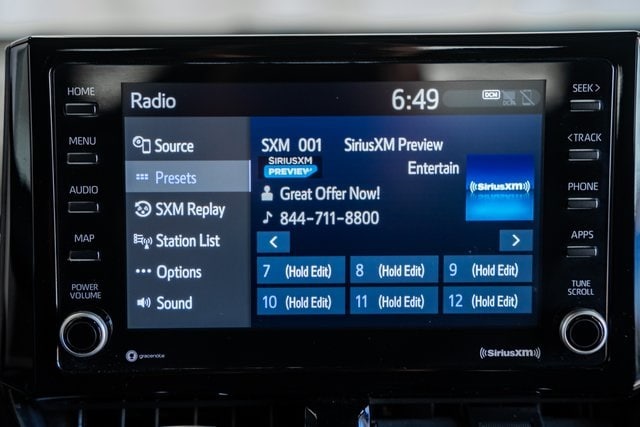 HOME
MENU
AUDIO
MAP
POWER
VOLUME
Radio
6:49
DCM
Source
Presets
SXM Replay
Station List
Options
Sound
SXM 001 SiriusXM Preview
SIRIUSXM
PREVIEW
Entertain
Great Offer Now!
844-711-8800
((SiriusXM))
< >
7 (Hold Edit) 8 (Hold Edit) 9 (Hold Edit)
10 (Hold Edit) 11 (Hold Edit) 12 (Hold Edit)
SEEK >
< TRACK
PHONE
APPS
TUNE
SCROLL
gracenote
((SiriusXM))